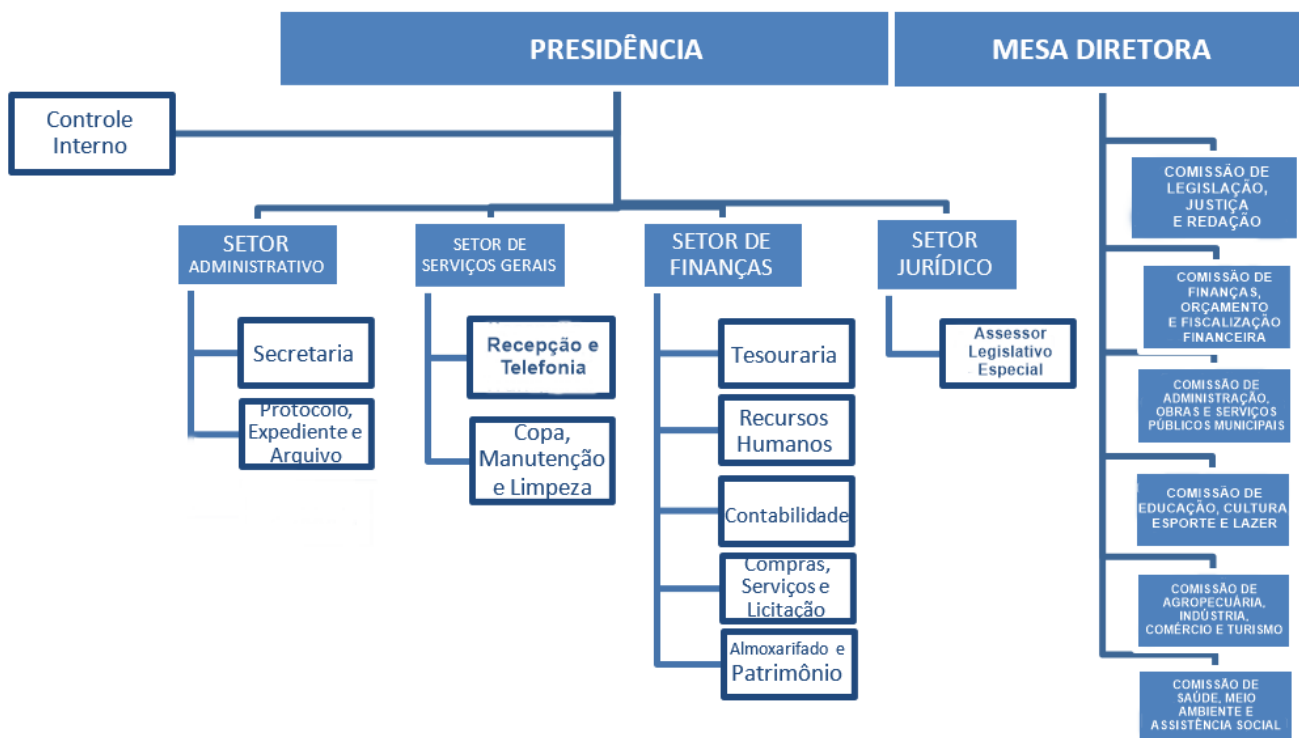 PRESIDÊNCIA
MESA DIRETORA
Controle
Interno
SETOR
ADMINISTRATIVO
Secretaria
Protocolo,
Expediente e
Arquivo
SETOR DE
SERVIÇOS GERAIS
Recepção e
Telefonia
Copa,
Manutenção
e Limpeza
SETOR DE
FINANÇAS
Tesouraria
Recursos
Humanos
Contabilidade
Compras,
Serviços e
Licitação
Almoxarifado e
Patrimônio
SETOR
JURÍDICO
Assessor
Legislativo
Especial
COMISSÃO DE
LEGISLAÇÃO,
JUSTIÇA
E REDAÇÃO
COMISSÃO DE
FINANÇAS,
ORÇAMENTO
E FISCALIZAÇÃO
FINANCEIRA
COMISSÃO DE
ADMINISTRAÇÃO,
OBRAS E SERVIÇOS
PÚBLICOS MUNICIPAIS
COMISSÃO DE
EDUCAÇÃO, CULTURA
ESPORTE E LAZER
COMISSÃO DE
AGROPECUÁRIA,
INDÚSTRIA,
COMÉRCIO E TURISMO
COMISSÃO DE
SAÚDE, MEIO
AMBIENTE E
ASSISTÊNCIA SOCIAL